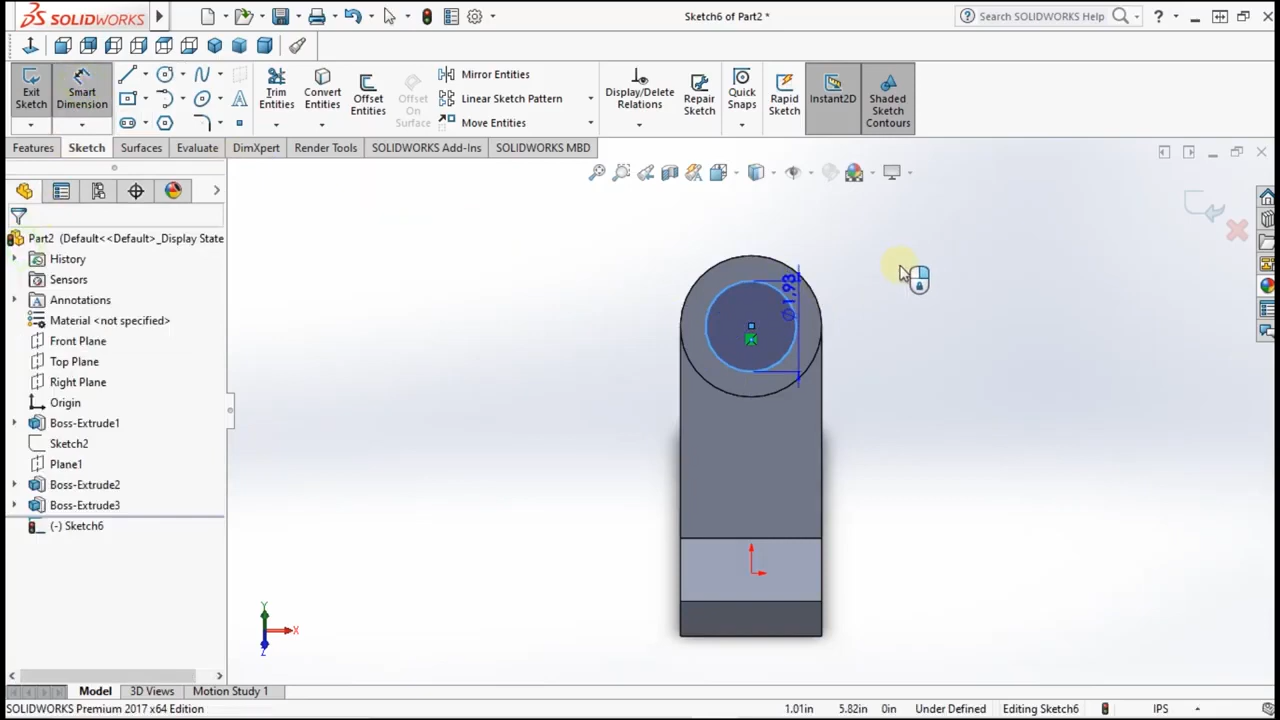 SOLIDWORKS
Sketch6 of Part2 *
Search SOLIDWORKS Help
?
Exit Sketch
Smart Dimension
Trim Entities
Convert Entities
Offset Entities
Offset On Surface
Mirror Entities
Linear Sketch Pattern
Move Entities
Display/Delete Relations
Repair Sketch
Quick Snaps
Rapid Sketch
Instant2D
Shaded Sketch Contours
Features
Sketch
Surfaces
Evaluate
DimXpert
Render Tools
SOLIDWORKS Add-Ins
SOLIDWORKS MBD
Part2 (Default<<Default>_Display State
History
Sensors
Annotations
Material <not specified>
Front Plane
Top Plane
Right Plane
Origin
Boss-Extrude1
Sketch2
Plane1
Boss-Extrude2
Boss-Extrude3
(-) Sketch6
∅1,93
Y
X
Z
Model
3D Views
Motion Study 1
SOLIDWORKS Premium 2017 x64 Edition
1.01in
5.82in
0in
Under Defined
Editing Sketch6
IPS